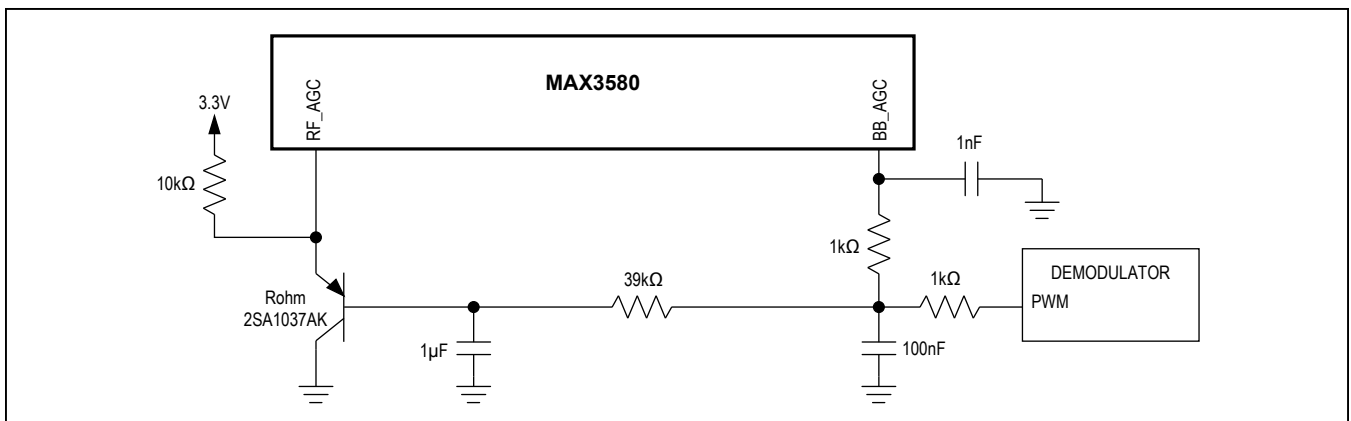 MAX3580
RF_AGC
BB_AGC
3.3V
1nF
10kΩ
1kΩ
39kΩ
1kΩ
DEMODULATOR
PWM
Rohm
2SA1037AK
1µF
100nF